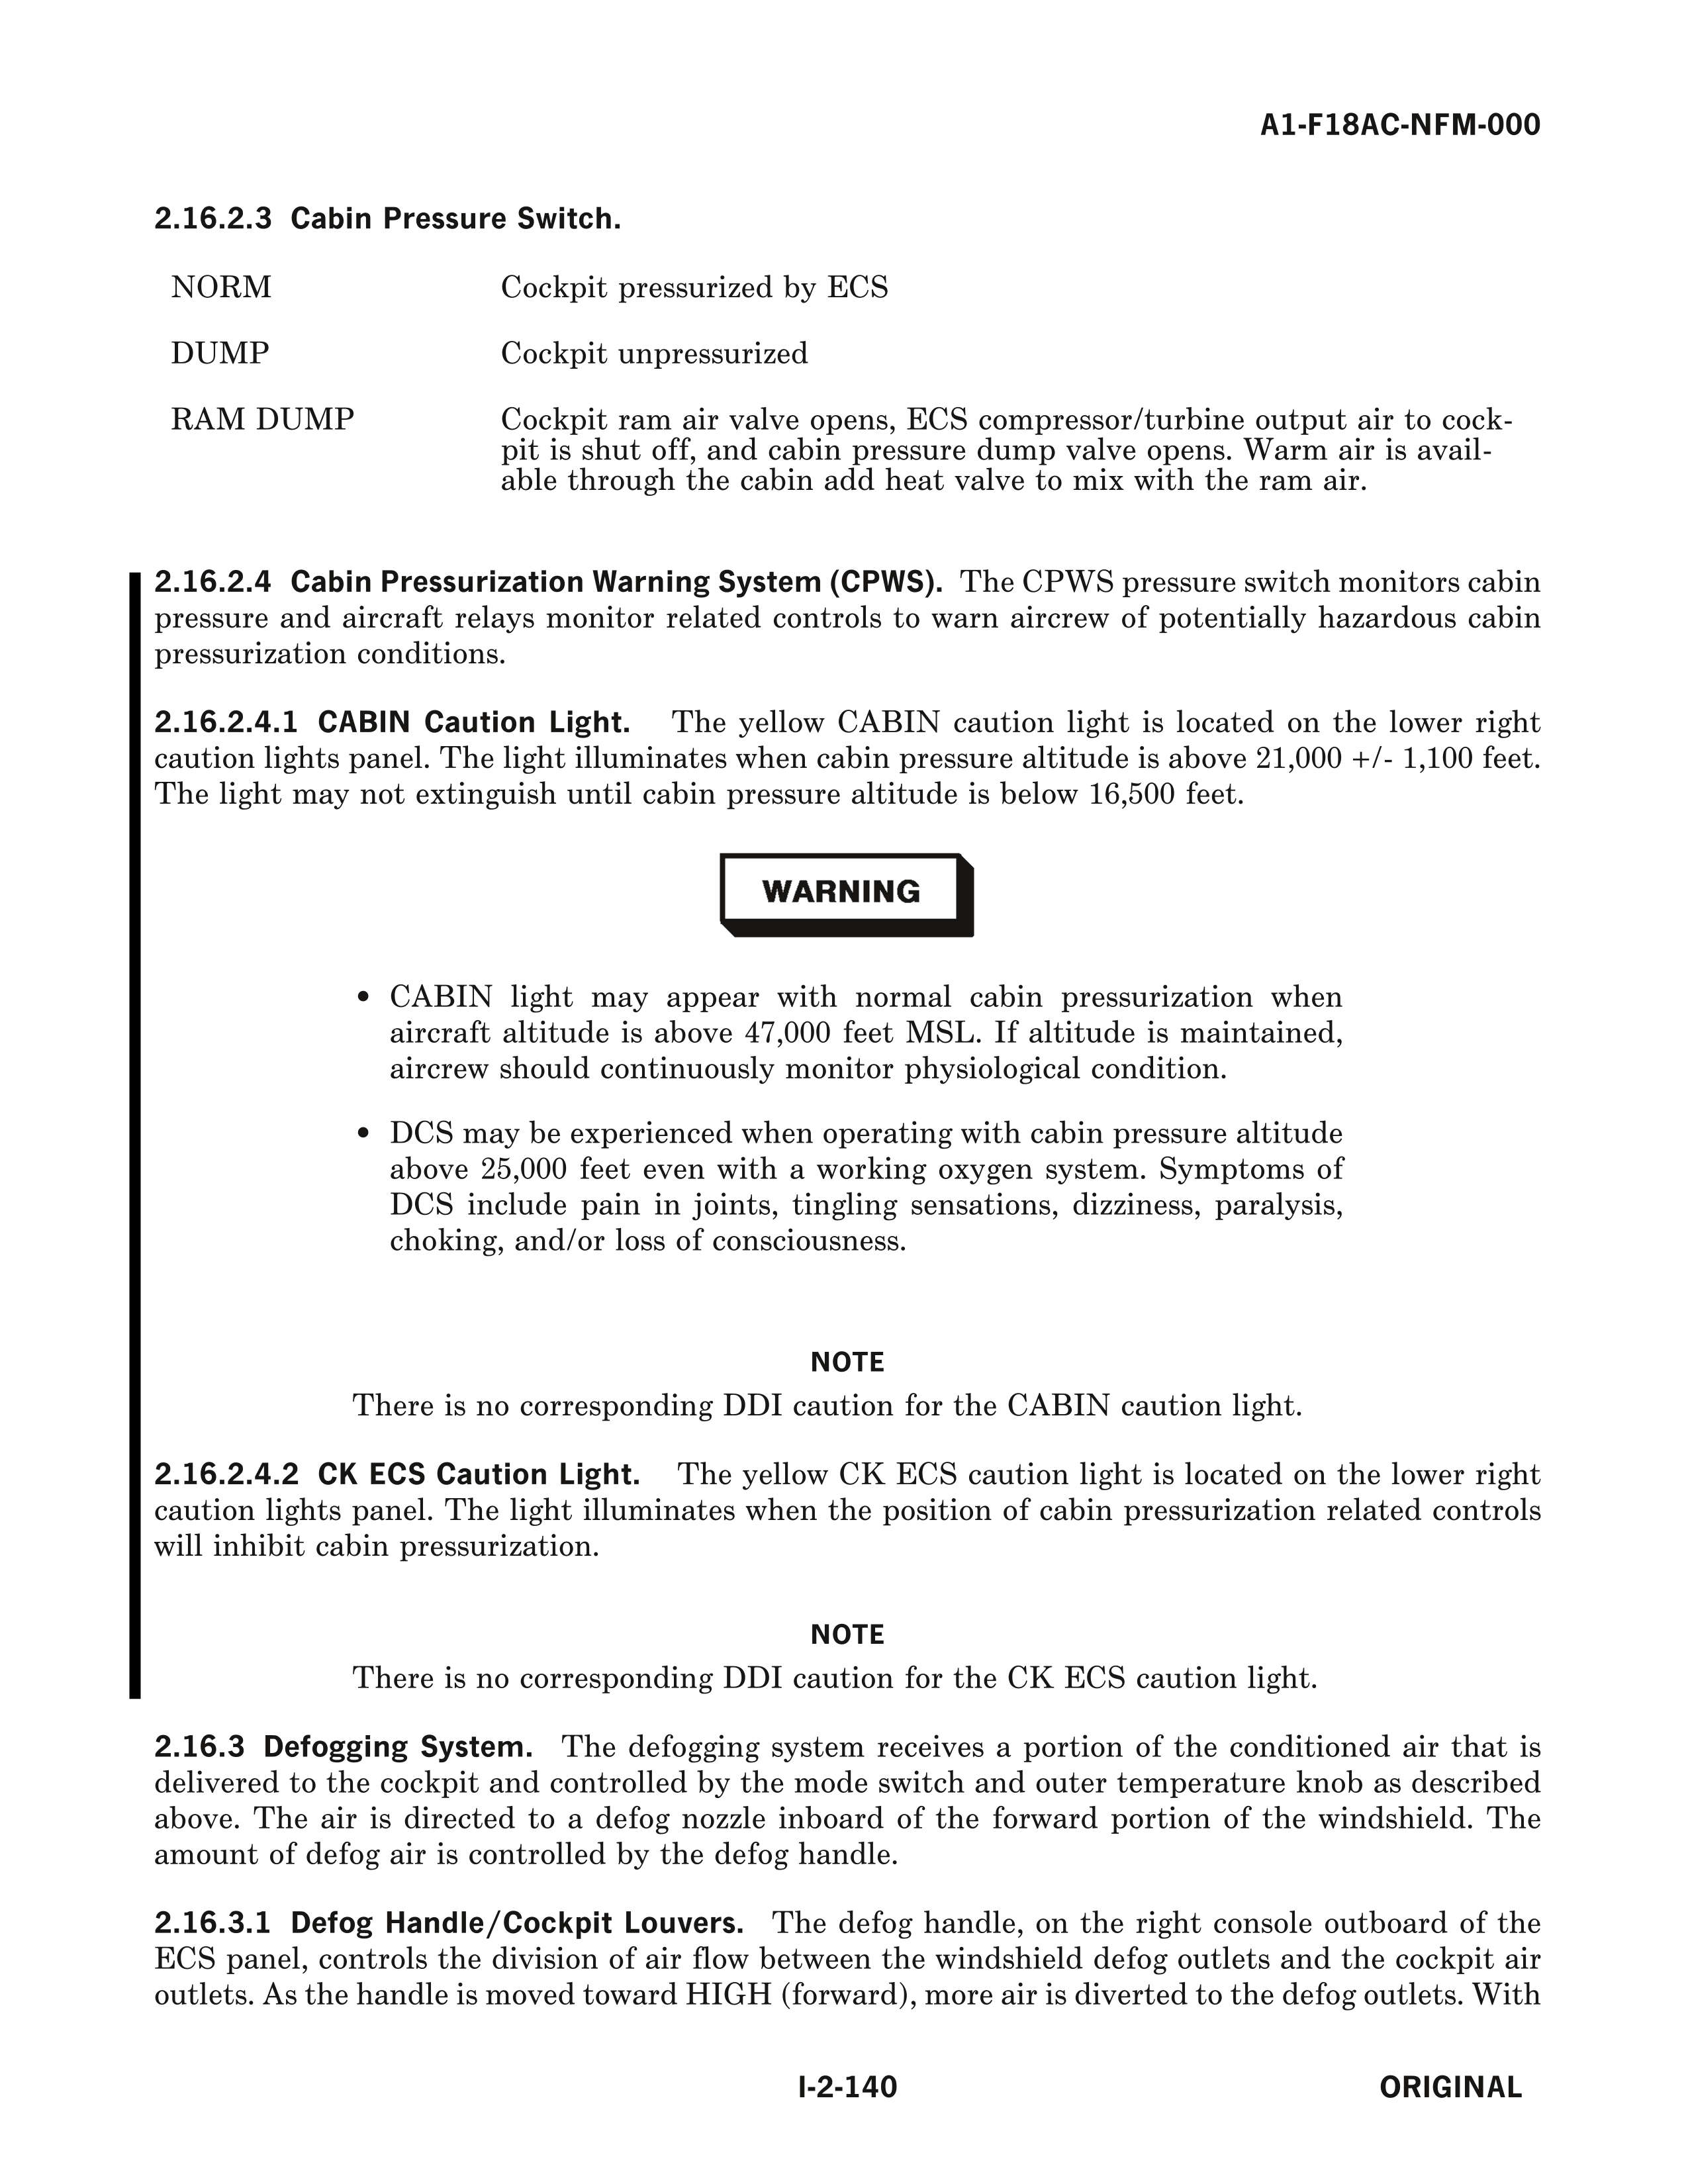 A1-F18AC-NFM-000
2.16.2.3 Cabin Pressure Switch.
NORM Cockpit pressurized by ECS
DUMP Cockpit unpressurized
RAM DUMP Cockpit ram air valve opens, ECS compressor/turbine output air to cock-
pit is shut off, and cabin pressure dump valve opens. Warm air is avail-
able through the cabin add heat valve to mix with the ram air.
2.16.2.4 Cabin Pressurization Warning System (CPWS). The CPWS pressure switch monitors cabin
pressure and aircraft relays monitor related controls to warn aircrew of potentially hazardous cabin
pressurization conditions.
2.16.2.4.1 CABIN Caution Light. The yellow CABIN caution light is located on the lower right
caution lights panel. The light illuminates when cabin pressure altitude is above 21,000 +/- 1,100 feet.
The light may not extinguish until cabin pressure altitude is below 16,500 feet.
WARNING
• CABIN light may appear with normal cabin pressurization when
aircraft altitude is above 47,000 feet MSL. If altitude is maintained,
aircrew should continuously monitor physiological condition.
• DCS may be experienced when operating with cabin pressure altitude
above 25,000 feet even with a working oxygen system. Symptoms of
DCS include pain in joints, tingling sensations, dizziness, paralysis,
choking, and/or loss of consciousness.
NOTE
There is no corresponding DDI caution for the CABIN caution light.
2.16.2.4.2 CK ECS Caution Light. The yellow CK ECS caution light is located on the lower right
caution lights panel. The light illuminates when the position of cabin pressurization related controls
will inhibit cabin pressurization.
NOTE
There is no corresponding DDI caution for the CK ECS caution light.
2.16.3 Defogging System. The defogging system receives a portion of the conditioned air that is
delivered to the cockpit and controlled by the mode switch and outer temperature knob as described
above. The air is directed to a defog nozzle inboard of the forward portion of the windshield. The
amount of defog air is controlled by the defog handle.
2.16.3.1 Defog Handle/Cockpit Louvers. The defog handle, on the right console outboard of the
ECS panel, controls the division of air flow between the windshield defog outlets and the cockpit air
outlets. As the handle is moved toward HIGH (forward), more air is diverted to the defog outlets. With
I-2-140 ORIGINAL